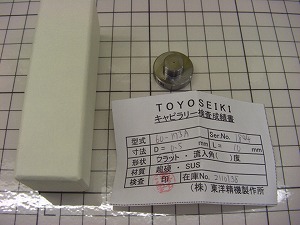 TOYOSEIKI
キャピラリー検査成績書
型式 Ser.No.
寸法 D= mm L= mm
形状 フラット・流入角( )度
材質 超硬・SUS
検査 印 在庫No.
(株)東洋精機製作所